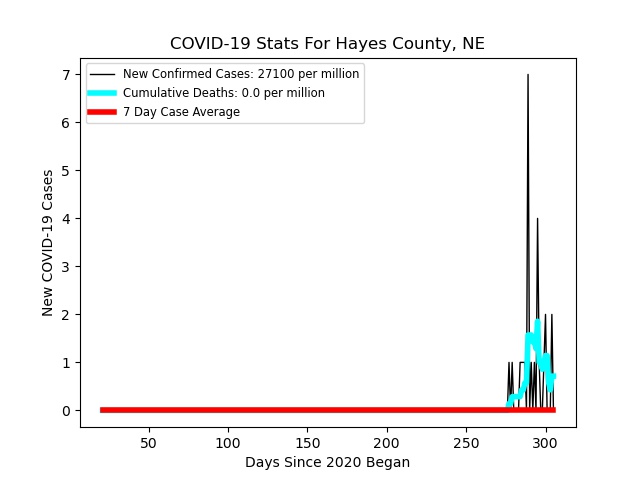 COVID-19 Stats For Hayes County, NE
New Confirmed Cases: 27100 per million
Cumulative Deaths: 0.0 per million
7 Day Case Average
New COVID-19 Cases
7
6
5
4
3
2
1
0
50 100 150 200 250 300
Days Since 2020 Began